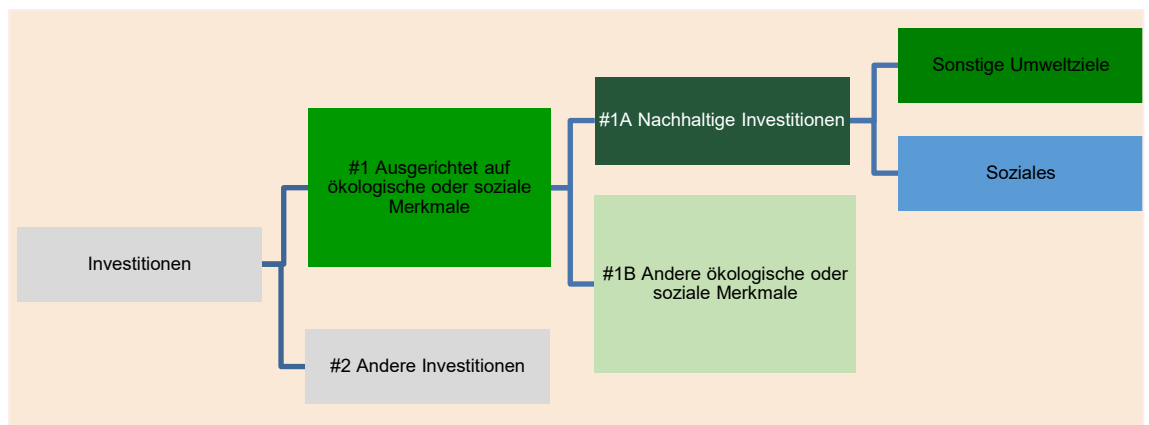 Investitionen
#1 Ausgerichtet auf
ökologische oder soziale
Merkmale
#2 Andere Investitionen
#1A Nachhaltige Investitionen
#1B Andere ökologische oder
soziale Merkmale
Sonstige Umweltziele
Soziales